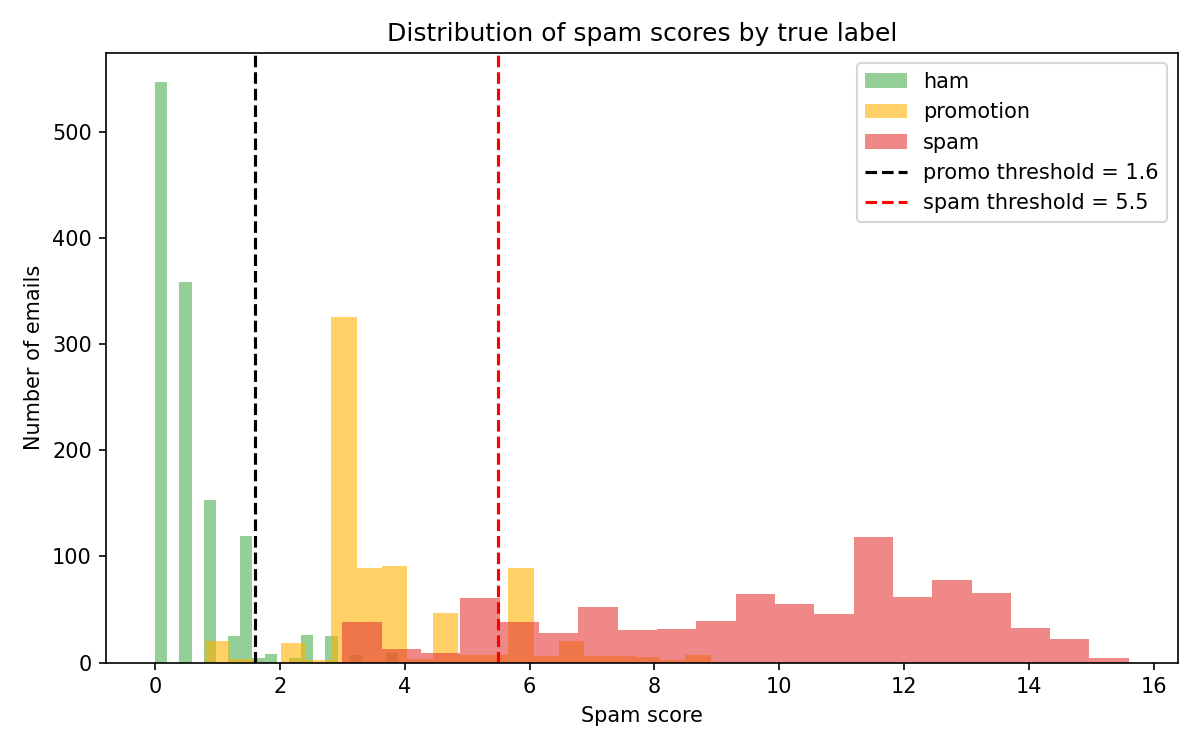 Distribution of spam scores by true label
ham
promotion
spam
promo threshold = 1.6
spam threshold = 5.5
Number of emails
500
400
300
200
100
0
0 2 4 6 8 10 12 14 16
Spam score